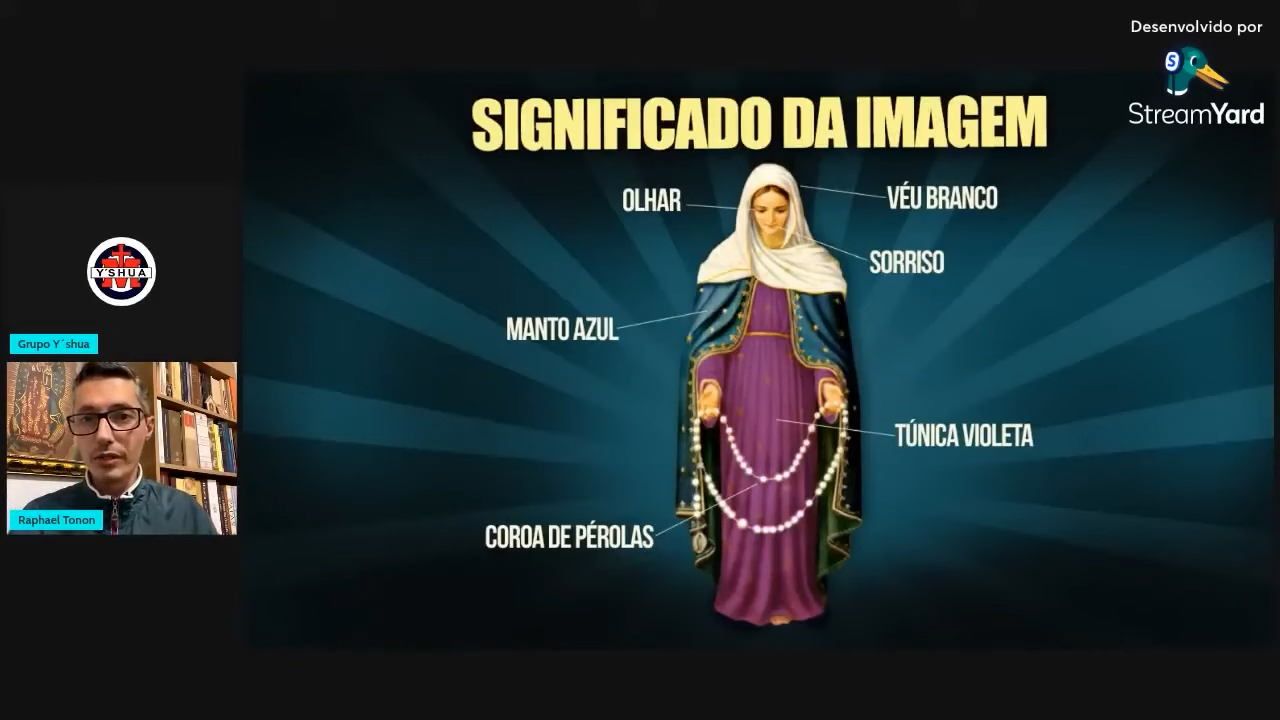 Desenvolvido por
StreamYard
SIGNIFICADO DA IMAGEM
OLHAR
VÉU BRANCO
SORRISO
MANTO AZUL
TÚNICA VIOLETA
COROA DE PÉROLAS
Y´SHUA
Grupo Y´shua
Raphael Tonon